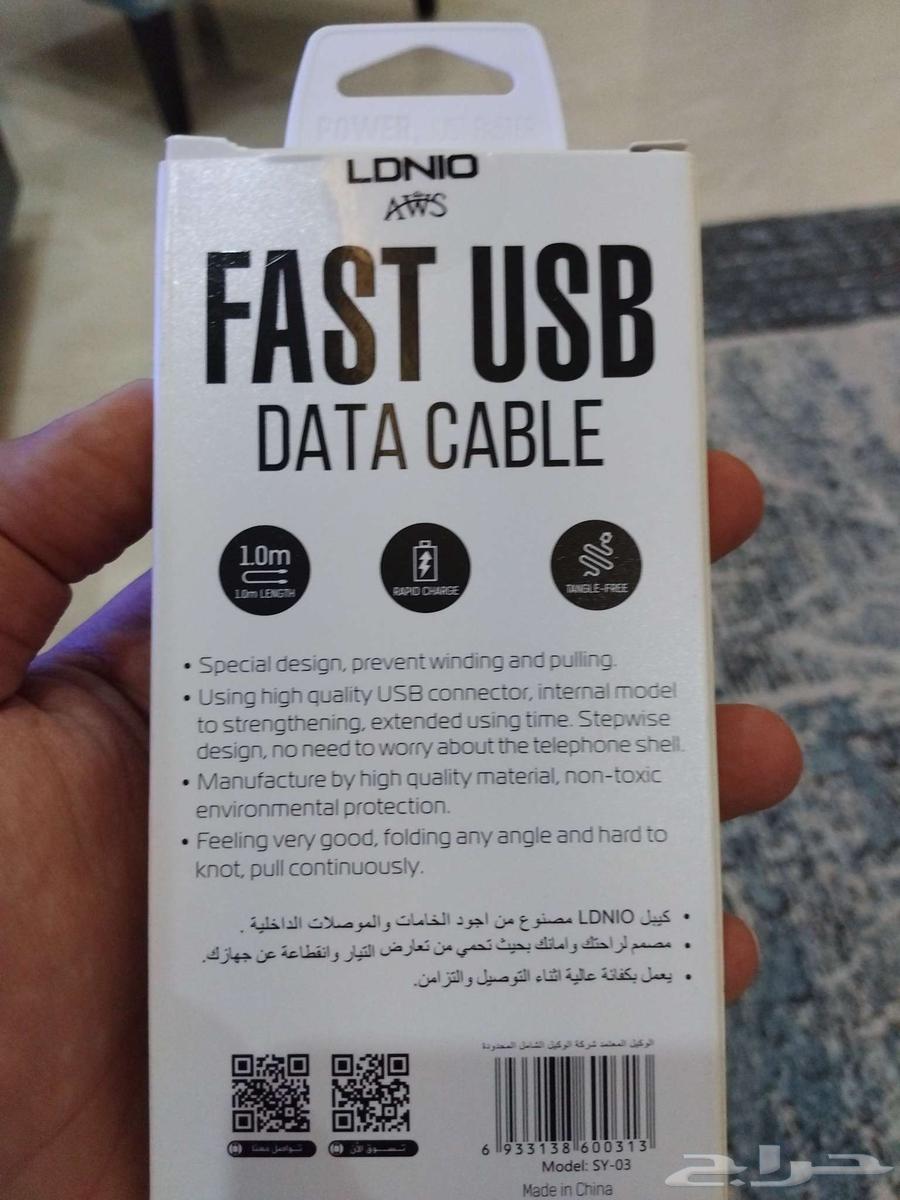 LDNIO
AWS
FAST USB
DATA CABLE
1.0m
1.0m LENGTH
RAPID CHARGE
TANGLE-FREE
• Special design, prevent winding and pulling.
• Using high quality USB connector, internal model
to strengthening, extended using time. Stepwise
design, no need to worry about the telephone shell.
• Manufacture by high quality material, non-toxic
environmental protection.
• Feeling very good, folding any angle and hard to
knot, pull continuously.
• كيبل LDNIO مصنوع من اجود الخامات والموصلات الداخلية .
• مصمم لراحتك وامانك بحيث تحمي من تعارض التيار وانقطاعة عن جهازك.
• يعمل بكفائة عالية اثناء التوصيل والتزامن.
الوكيل المعتمد شركة الوكيل الشامل المحدودة
تواصل معنا
تسوق الأن
6 933138 600313
Model: SY-03
Made in China
حراج